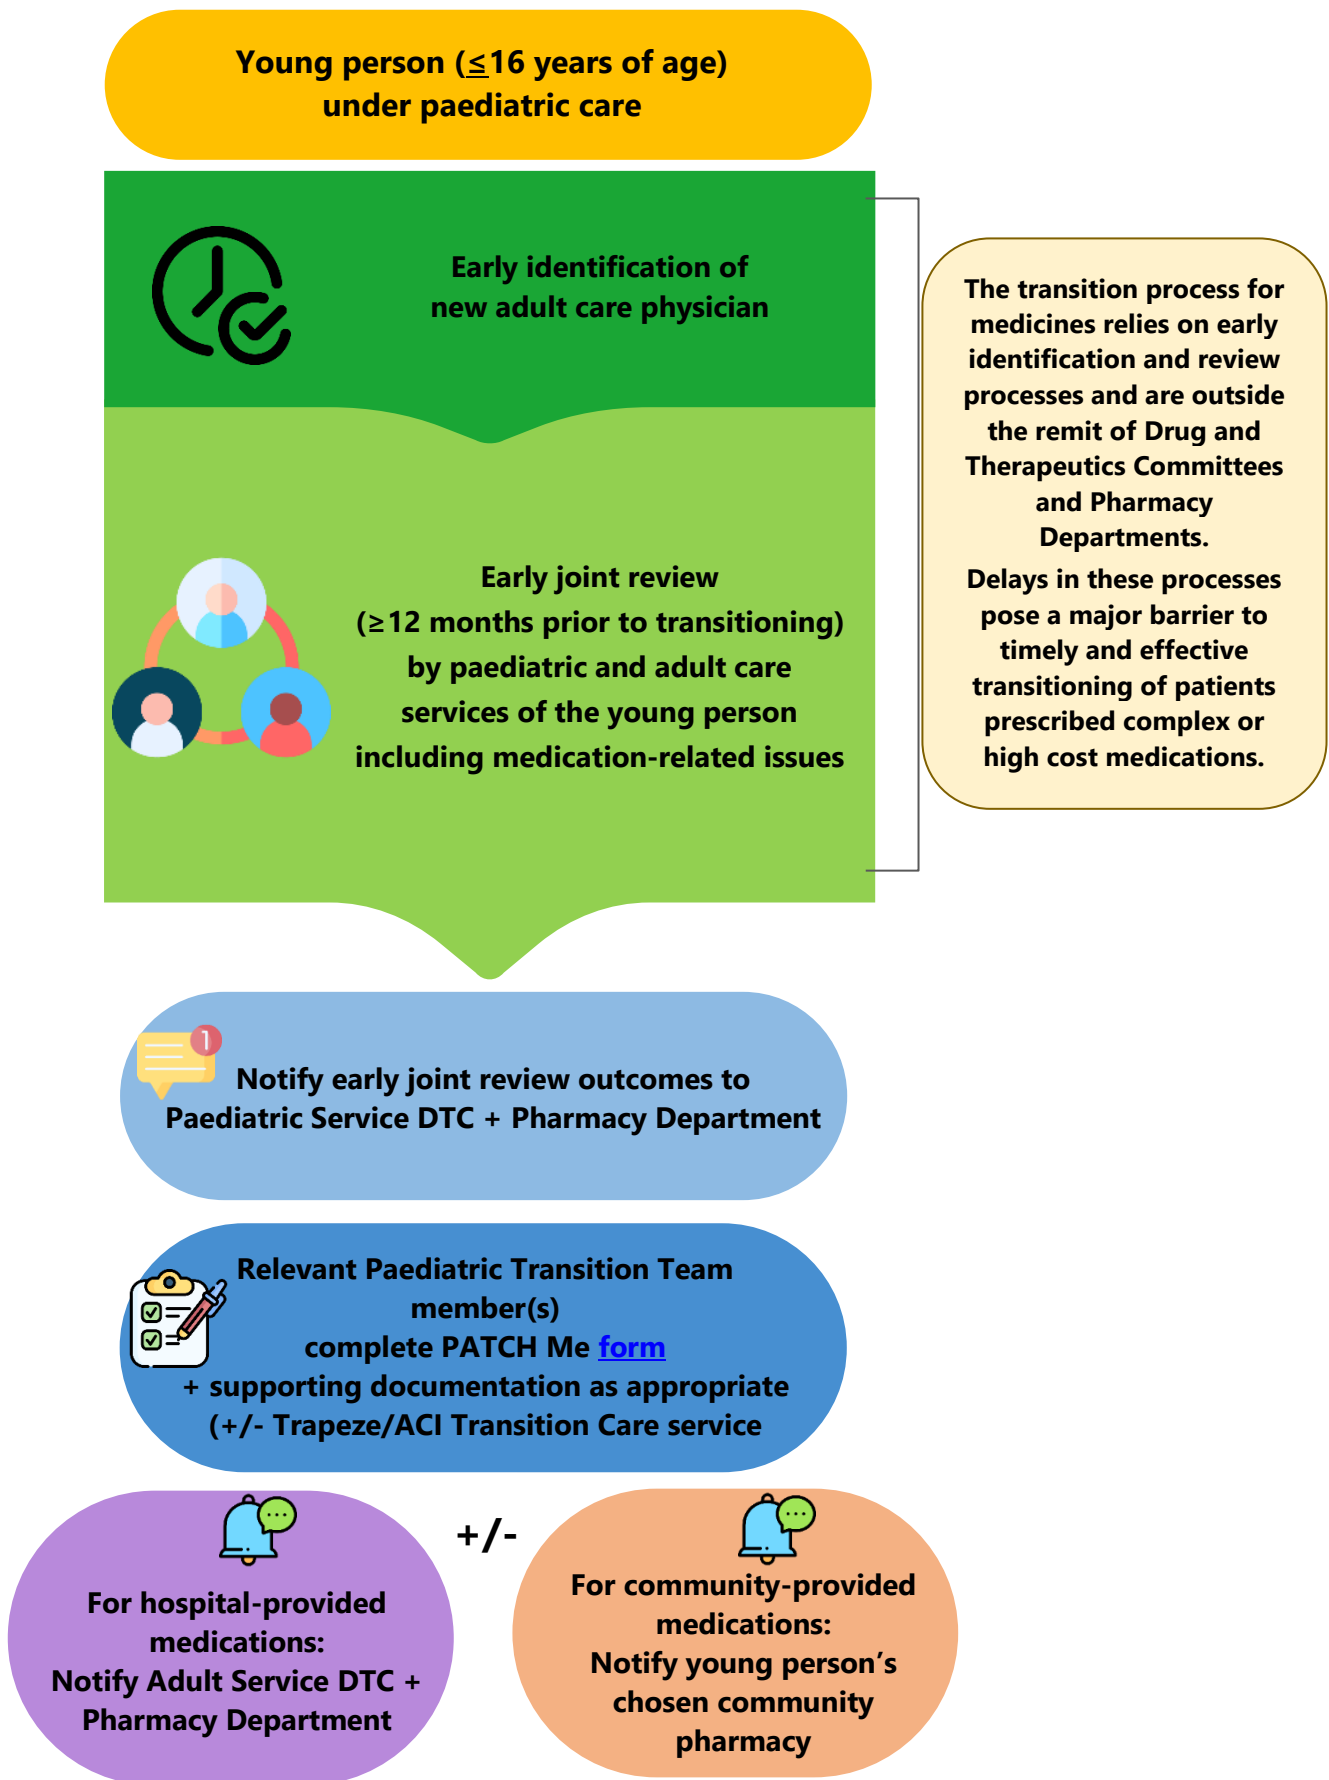 Young person (≤16 years of age)
under paediatric care
Early identification of
new adult care physician
The transition process for
medicines relies on early
identification and review
processes and are outside
the remit of Drug and
Therapeutics Committees
and Pharmacy
Departments.
Delays in these processes
pose a major barrier to
timely and effective
transitioning of patients
prescribed complex or
high cost medications.
Early joint review
(≥12 months prior to transitioning)
by paediatric and adult care
services of the young person
including medication-related issues
1
Notify early joint review outcomes to
Paediatric Service DTC + Pharmacy Department
Relevant Paediatric Transition Team
member(s)
complete PATCH Me form
+ supporting documentation as appropriate
(+/- Trapeze/ACI Transition Care service
+/-
For hospital-provided
medications:
Notify Adult Service DTC +
Pharmacy Department
For community-provided
medications:
Notify young person’s
chosen community
pharmacy